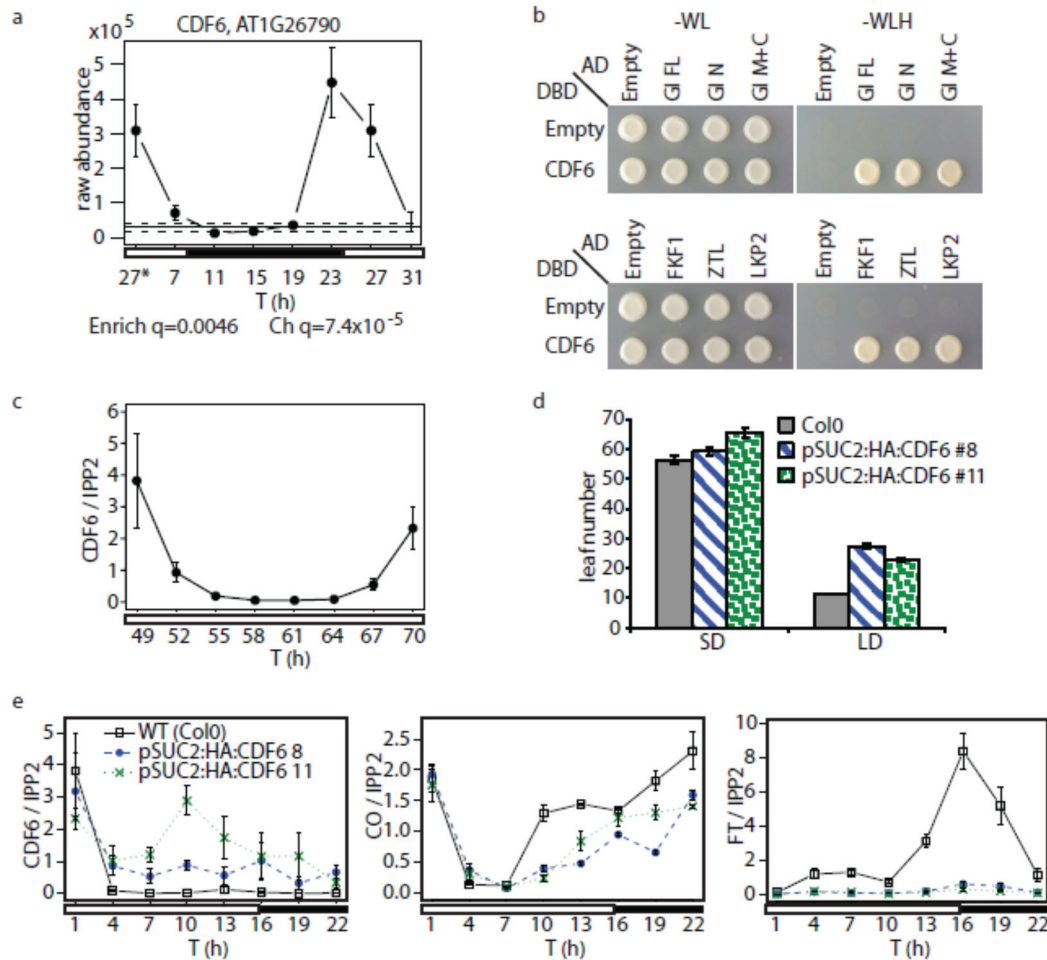 a
CDF6, AT1G26790
x10^5
raw abundance
5
4
3
2
1
0
27* 7 11 15 19 23 27 31
T (h)
Enrich q=0.0046 Ch q=7.4x10^-5
b
-WL -WLH
AD
DBD
Empty GI FL GI N GI M+C Empty GI FL GI N GI M+C
Empty
CDF6
AD
DBD
Empty FKF1 ZTL LKP2 Empty FKF1 ZTL LKP2
Empty
CDF6
c
CDF6 / IPP2
6
5
4
3
2
1
0
49 52 55 58 61 64 67 70
T (h)
d
leaf number
70
60
50
40
30
20
10
0
Col0
pSUC2:HA:CDF6 #8
pSUC2:HA:CDF6 #11
SD LD
e
CDF6 / IPP2
5
4
3
2
1
0
WT (Col0)
pSUC2:HA:CDF6 8
pSUC2:HA:CDF6 11
1 4 7 10 13 16 19 22
T (h)
CO / IPP2
2.5
2.0
1.5
1.0
0.5
0.0
1 4 7 10 13 16 19 22
T (h)
FT / IPP2
10
8
6
4
2
0
1 4 7 10 13 16 19 22
T (h)